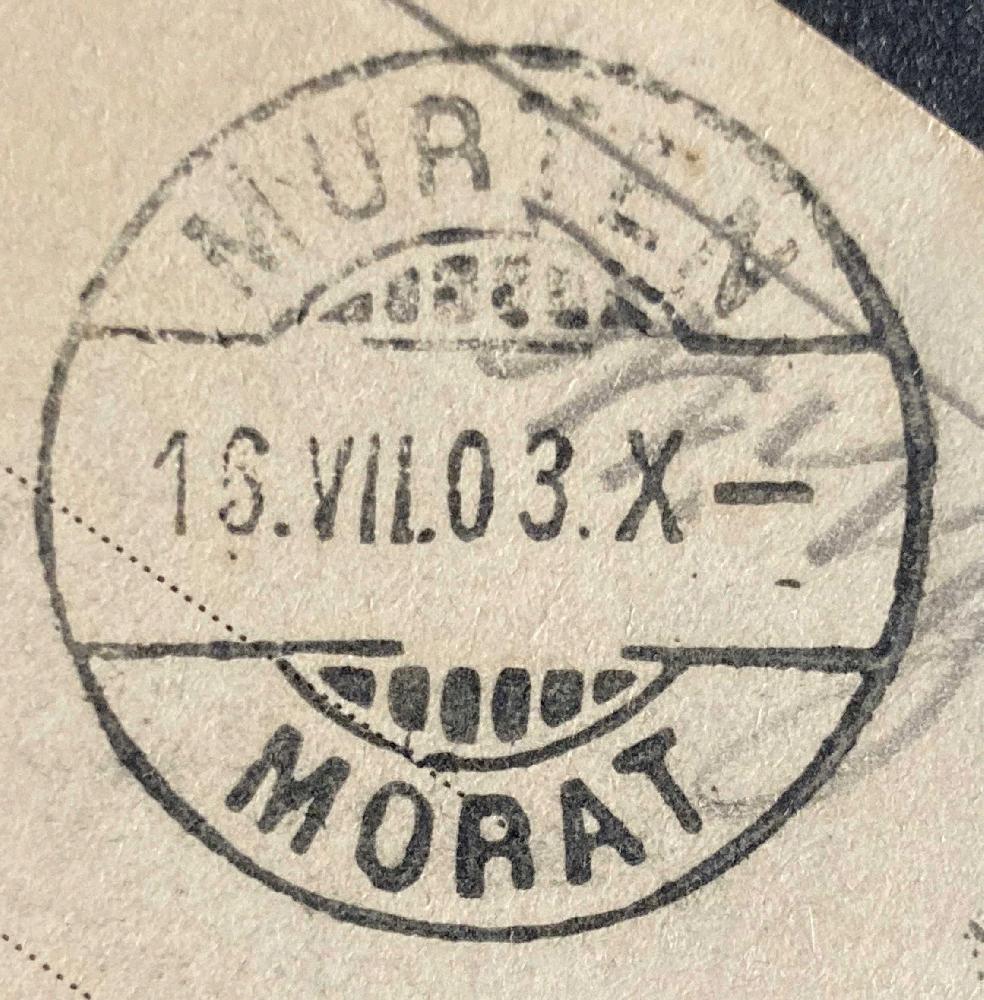 MURTEN
16.VII.03.X–
MORAT